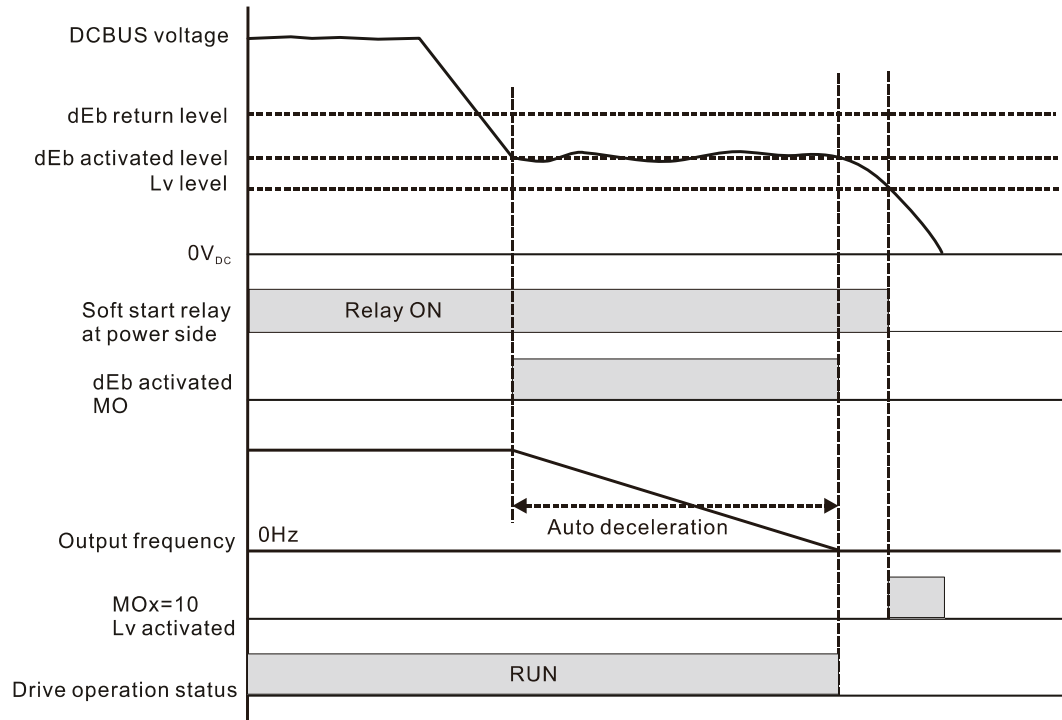 DCBUS voltage
dEb return level
dEb activated level
Lv level
0VDC
Soft start relay
at power side
Relay ON
dEb activated
MO
Auto deceleration
Output frequency
0Hz
MOx=10
Lv activated
Drive operation status
RUN